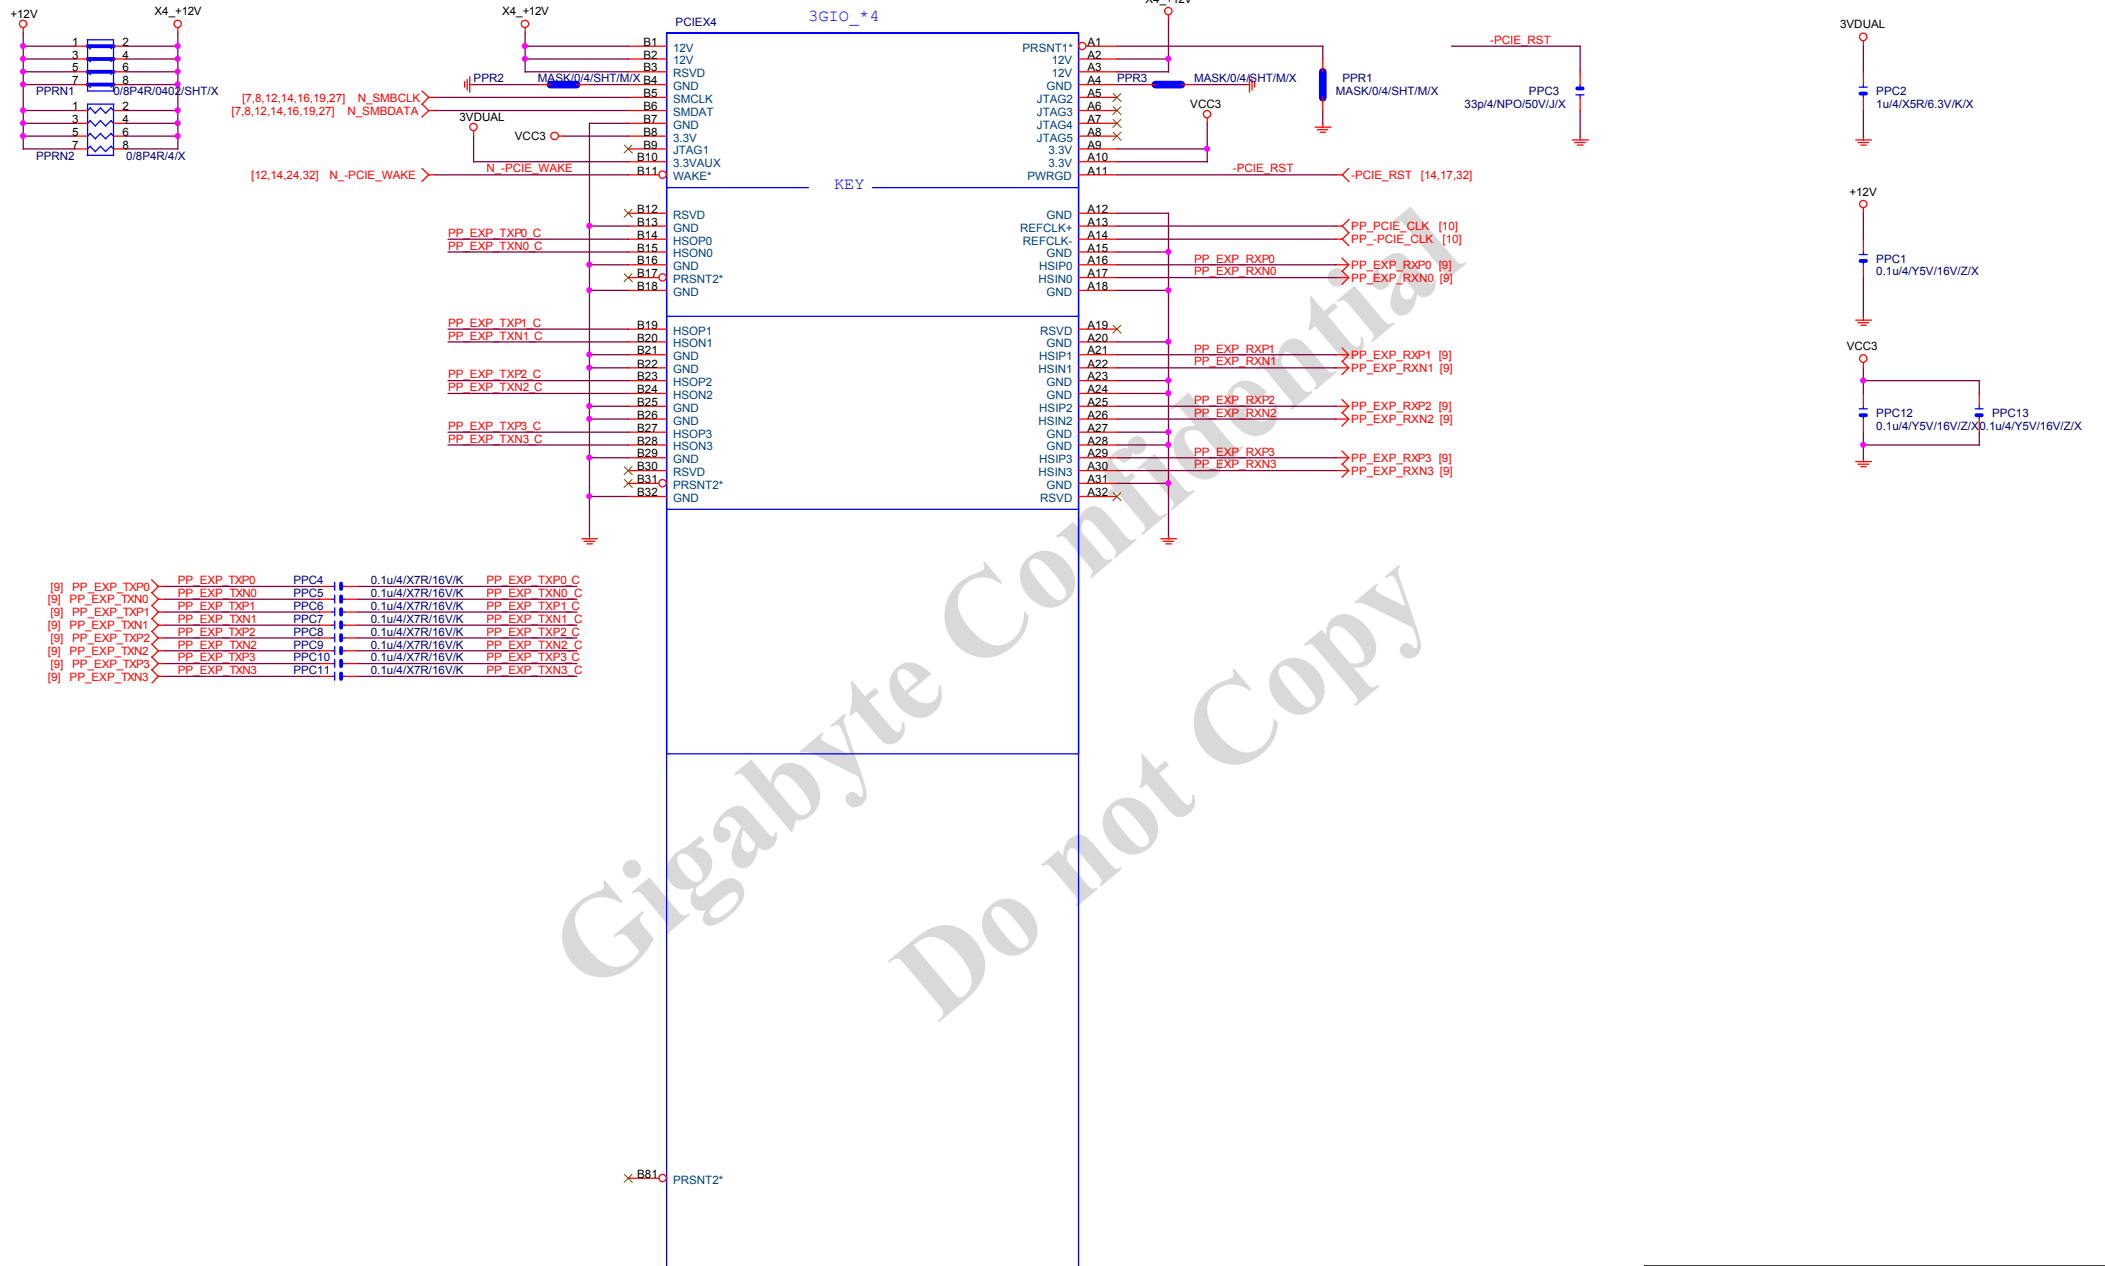 +12V
X4_+12V
1 2
3 4
5 6
7 8
PPRN1 0/8P4R/0402/SHT/X
1 2
3 4
5 6
7 8
PPRN2 0/8P4R/4/X
X4_+12V
PPR2 MASK/0/4/SHT/M/X
[7,8,12,14,16,19,27] N_SMBCLK
[7,8,12,14,16,19,27] N_SMBDATA
3VDUAL
VCC3
[12,14,24,32] N_-PCIE_WAKE
N_-PCIE_WAKE
PP_EXP_TXP0_C
PP_EXP_TXN0_C
PP_EXP_TXP1_C
PP_EXP_TXN1_C
PP_EXP_TXP2_C
PP_EXP_TXN2_C
PP_EXP_TXP3_C
PP_EXP_TXN3_C
PCIEX4
3GIO_*4
B1 12V
B2 12V
B3 RSVD
B4 GND
B5 SMCLK
B6 SMDAT
B7 GND
B8 3.3V
B9 JTAG1
B10 3.3VAUX
B11 WAKE*
KEY
B12 RSVD
B13 GND
B14 HSOP0
B15 HSON0
B16 GND
B17 PRSNT2*
B18 GND
B19 HSOP1
B20 HSON1
B21 GND
B22 GND
B23 HSOP2
B24 HSON2
B25 GND
B26 GND
B27 HSOP3
B28 HSON3
B29 GND
B30 RSVD
B31 PRSNT2*
B32 GND
B81 PRSNT2*
PRSNT1* A1
12V A2
12V A3
GND A4
JTAG2 A5
JTAG3 A6
JTAG4 A7
JTAG5 A8
3.3V A9
3.3V A10
PWRGD A11
GND A12
REFCLK+ A13
REFCLK- A14
GND A15
HSIP0 A16
HSIN0 A17
GND A18
RSVD A19
GND A20
HSIP1 A21
HSIN1 A22
GND A23
GND A24
HSIP2 A25
HSIN2 A26
GND A27
GND A28
HSIP3 A29
HSIN3 A30
GND A31
RSVD A32
X4_+12V
PPR3 MASK/0/4/SHT/M/X
VCC3
PPR1
MASK/0/4/SHT/M/X
-PCIE_RST -PCIE_RST [14,17,32]
PP_PCIE_CLK [10]
PP_-PCIE_CLK [10]
PP_EXP_RXP0 PP_EXP_RXP0 [9]
PP_EXP_RXN0 PP_EXP_RXN0 [9]
PP_EXP_RXP1 PP_EXP_RXP1 [9]
PP_EXP_RXN1 PP_EXP_RXN1 [9]
PP_EXP_RXP2 PP_EXP_RXP2 [9]
PP_EXP_RXN2 PP_EXP_RXN2 [9]
PP_EXP_RXP3 PP_EXP_RXP3 [9]
PP_EXP_RXN3 PP_EXP_RXN3 [9]
-PCIE_RST
PPC3
33p/4/NPO/50V/J/X
3VDUAL
PPC2
1u/4/X5R/6.3V/K/X
+12V
PPC1
0.1u/4/Y5V/16V/Z/X
VCC3
PPC12
0.1u/4/Y5V/16V/Z/X
PPC13
0.1u/4/Y5V/16V/Z/X
[9] PP_EXP_TXP0 PP_EXP_TXP0 PPC4 0.1u/4/X7R/16V/K PP_EXP_TXP0_C
[9] PP_EXP_TXN0 PP_EXP_TXN0 PPC5 0.1u/4/X7R/16V/K PP_EXP_TXN0_C
[9] PP_EXP_TXP1 PP_EXP_TXP1 PPC6 0.1u/4/X7R/16V/K PP_EXP_TXP1_C
[9] PP_EXP_TXN1 PP_EXP_TXN1 PPC7 0.1u/4/X7R/16V/K PP_EXP_TXN1_C
[9] PP_EXP_TXP2 PP_EXP_TXP2 PPC8 0.1u/4/X7R/16V/K PP_EXP_TXP2_C
[9] PP_EXP_TXN2 PP_EXP_TXN2 PPC9 0.1u/4/X7R/16V/K PP_EXP_TXN2_C
[9] PP_EXP_TXP3 PP_EXP_TXP3 PPC10 0.1u/4/X7R/16V/K PP_EXP_TXP3_C
[9] PP_EXP_TXN3 PP_EXP_TXN3 PPC11 0.1u/4/X7R/16V/K PP_EXP_TXN3_C
Gigabyte Confidential
Do not Copy